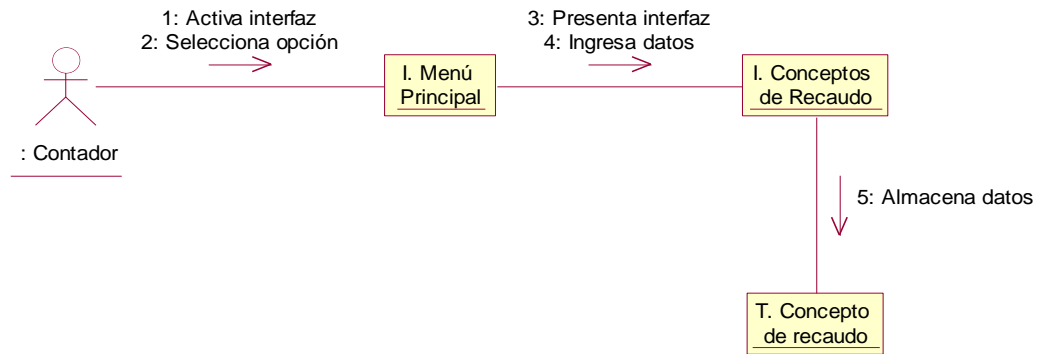 1: Activa interfaz
2: Selecciona opción
3: Presenta interfaz
4: Ingresa datos
I. Menú
Principal
I. Conceptos
de Recaudo
: Contador
5: Almacena datos
T. Concepto
de recaudo